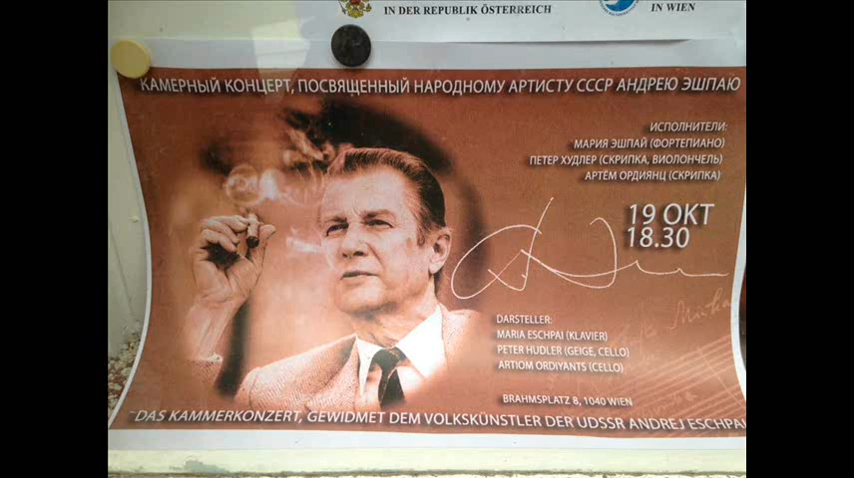 IN DER REPUBLIK ÖSTERREICH
IN WIEN
КАМЕРНЫЙ КОНЦЕРТ, ПОСВЯЩЕННЫЙ НАРОДНОМУ АРТИСТУ СССР АНДРЕЮ ЭШПАЮ
ИСПОЛНИТЕЛИ:
МАРИЯ ЭШПАЙ (ФОРТЕПИАНО)
ПЕТЕР ХУДЛЕР (СКРИПКА, ВИОЛОНЧЕЛЬ)
АРТЁМ ОРДИЯНЦ (СКРИПКА)
19 ОКТ
18.30
DARSTELLER:
MARIA ESCHPAI (KLAVIER)
PETER HUDLER (GEIGE, CELLO)
ARTIOM ORDIYANTS (CELLO)
BRAHMSPLATZ 8, 1040 WIEN
DAS KAMMERKONZERT, GEWIDMET DEM VOLKSKÜNSTLER DER UDSSR ANDREJ ESCHPAI